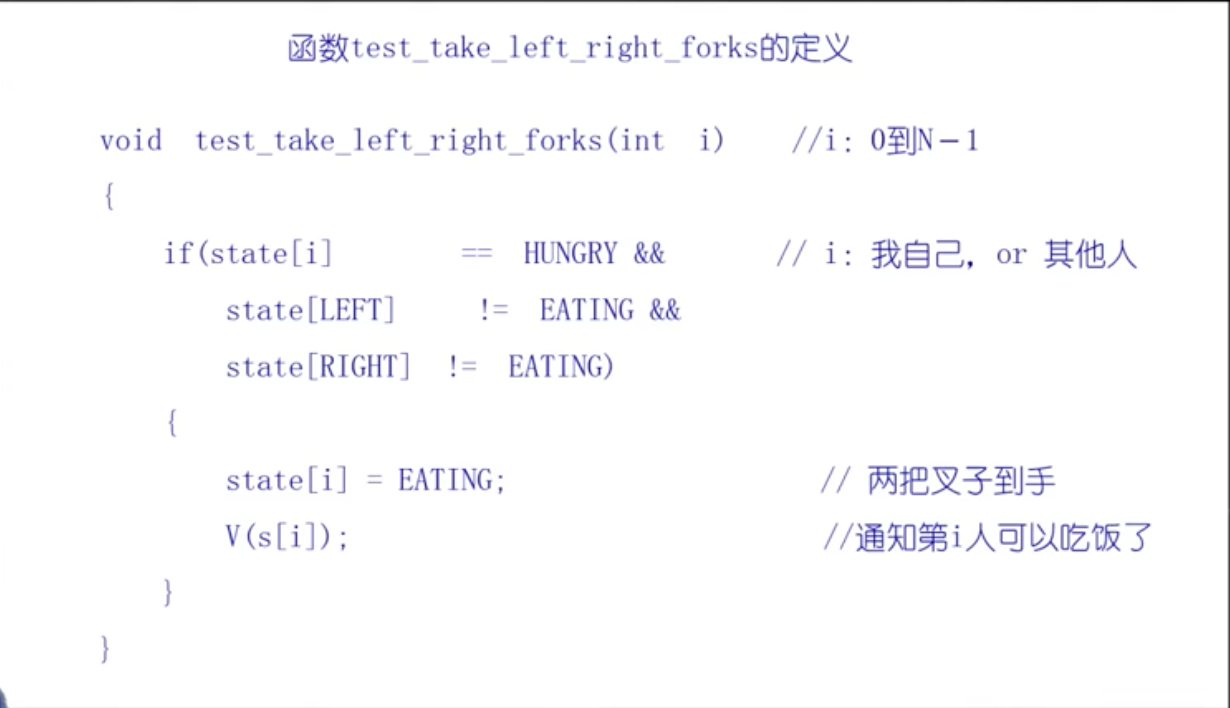 函数test_take_left_right_forks的定义
void test_take_left_right_forks(int i) //i: 0到N-1
{
if(state[i] == HUNGRY && // i: 我自己, or 其他人
state[LEFT] != EATING &&
state[RIGHT] != EATING)
{
state[i] = EATING; // 两把叉子到手
V(s[i]); //通知第i人可以吃饭了
}
}